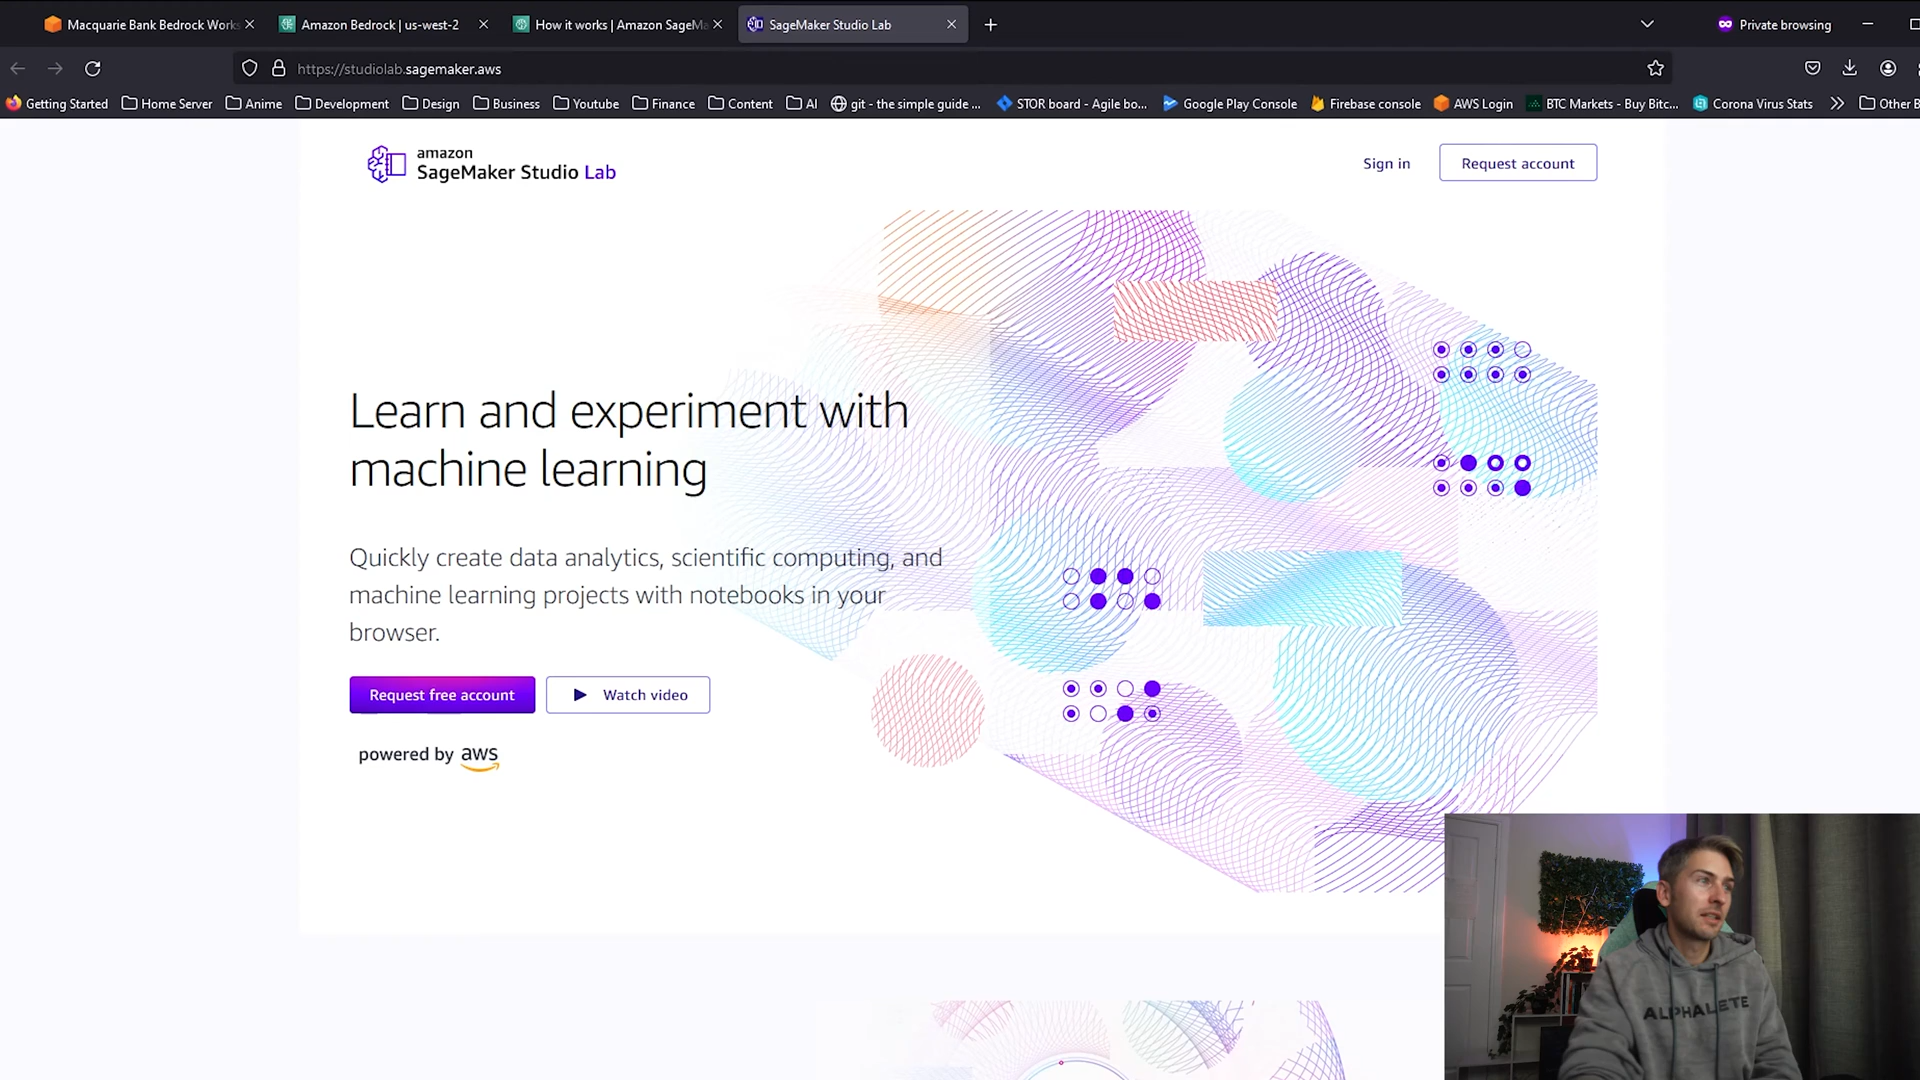 Macquarie Bank Bedrock Works
Amazon Bedrock | us-west-2
How it works | Amazon SageMa
SageMaker Studio Lab
Private browsing
https://studiolab.sagemaker.aws
Getting Started
Home Server
Anime
Development
Design
Business
Youtube
Finance
Content
AI
git - the simple guide ...
STOR board - Agile bo...
Google Play Console
Firebase console
AWS Login
BTC Markets - Buy Bitc...
Corona Virus Stats
Other B
amazon
SageMaker Studio Lab
Sign in
Request account
Learn and experiment with
machine learning
Quickly create data analytics, scientific computing, and
machine learning projects with notebooks in your
browser.
Request free account
Watch video
powered by aws
ALPHALETE